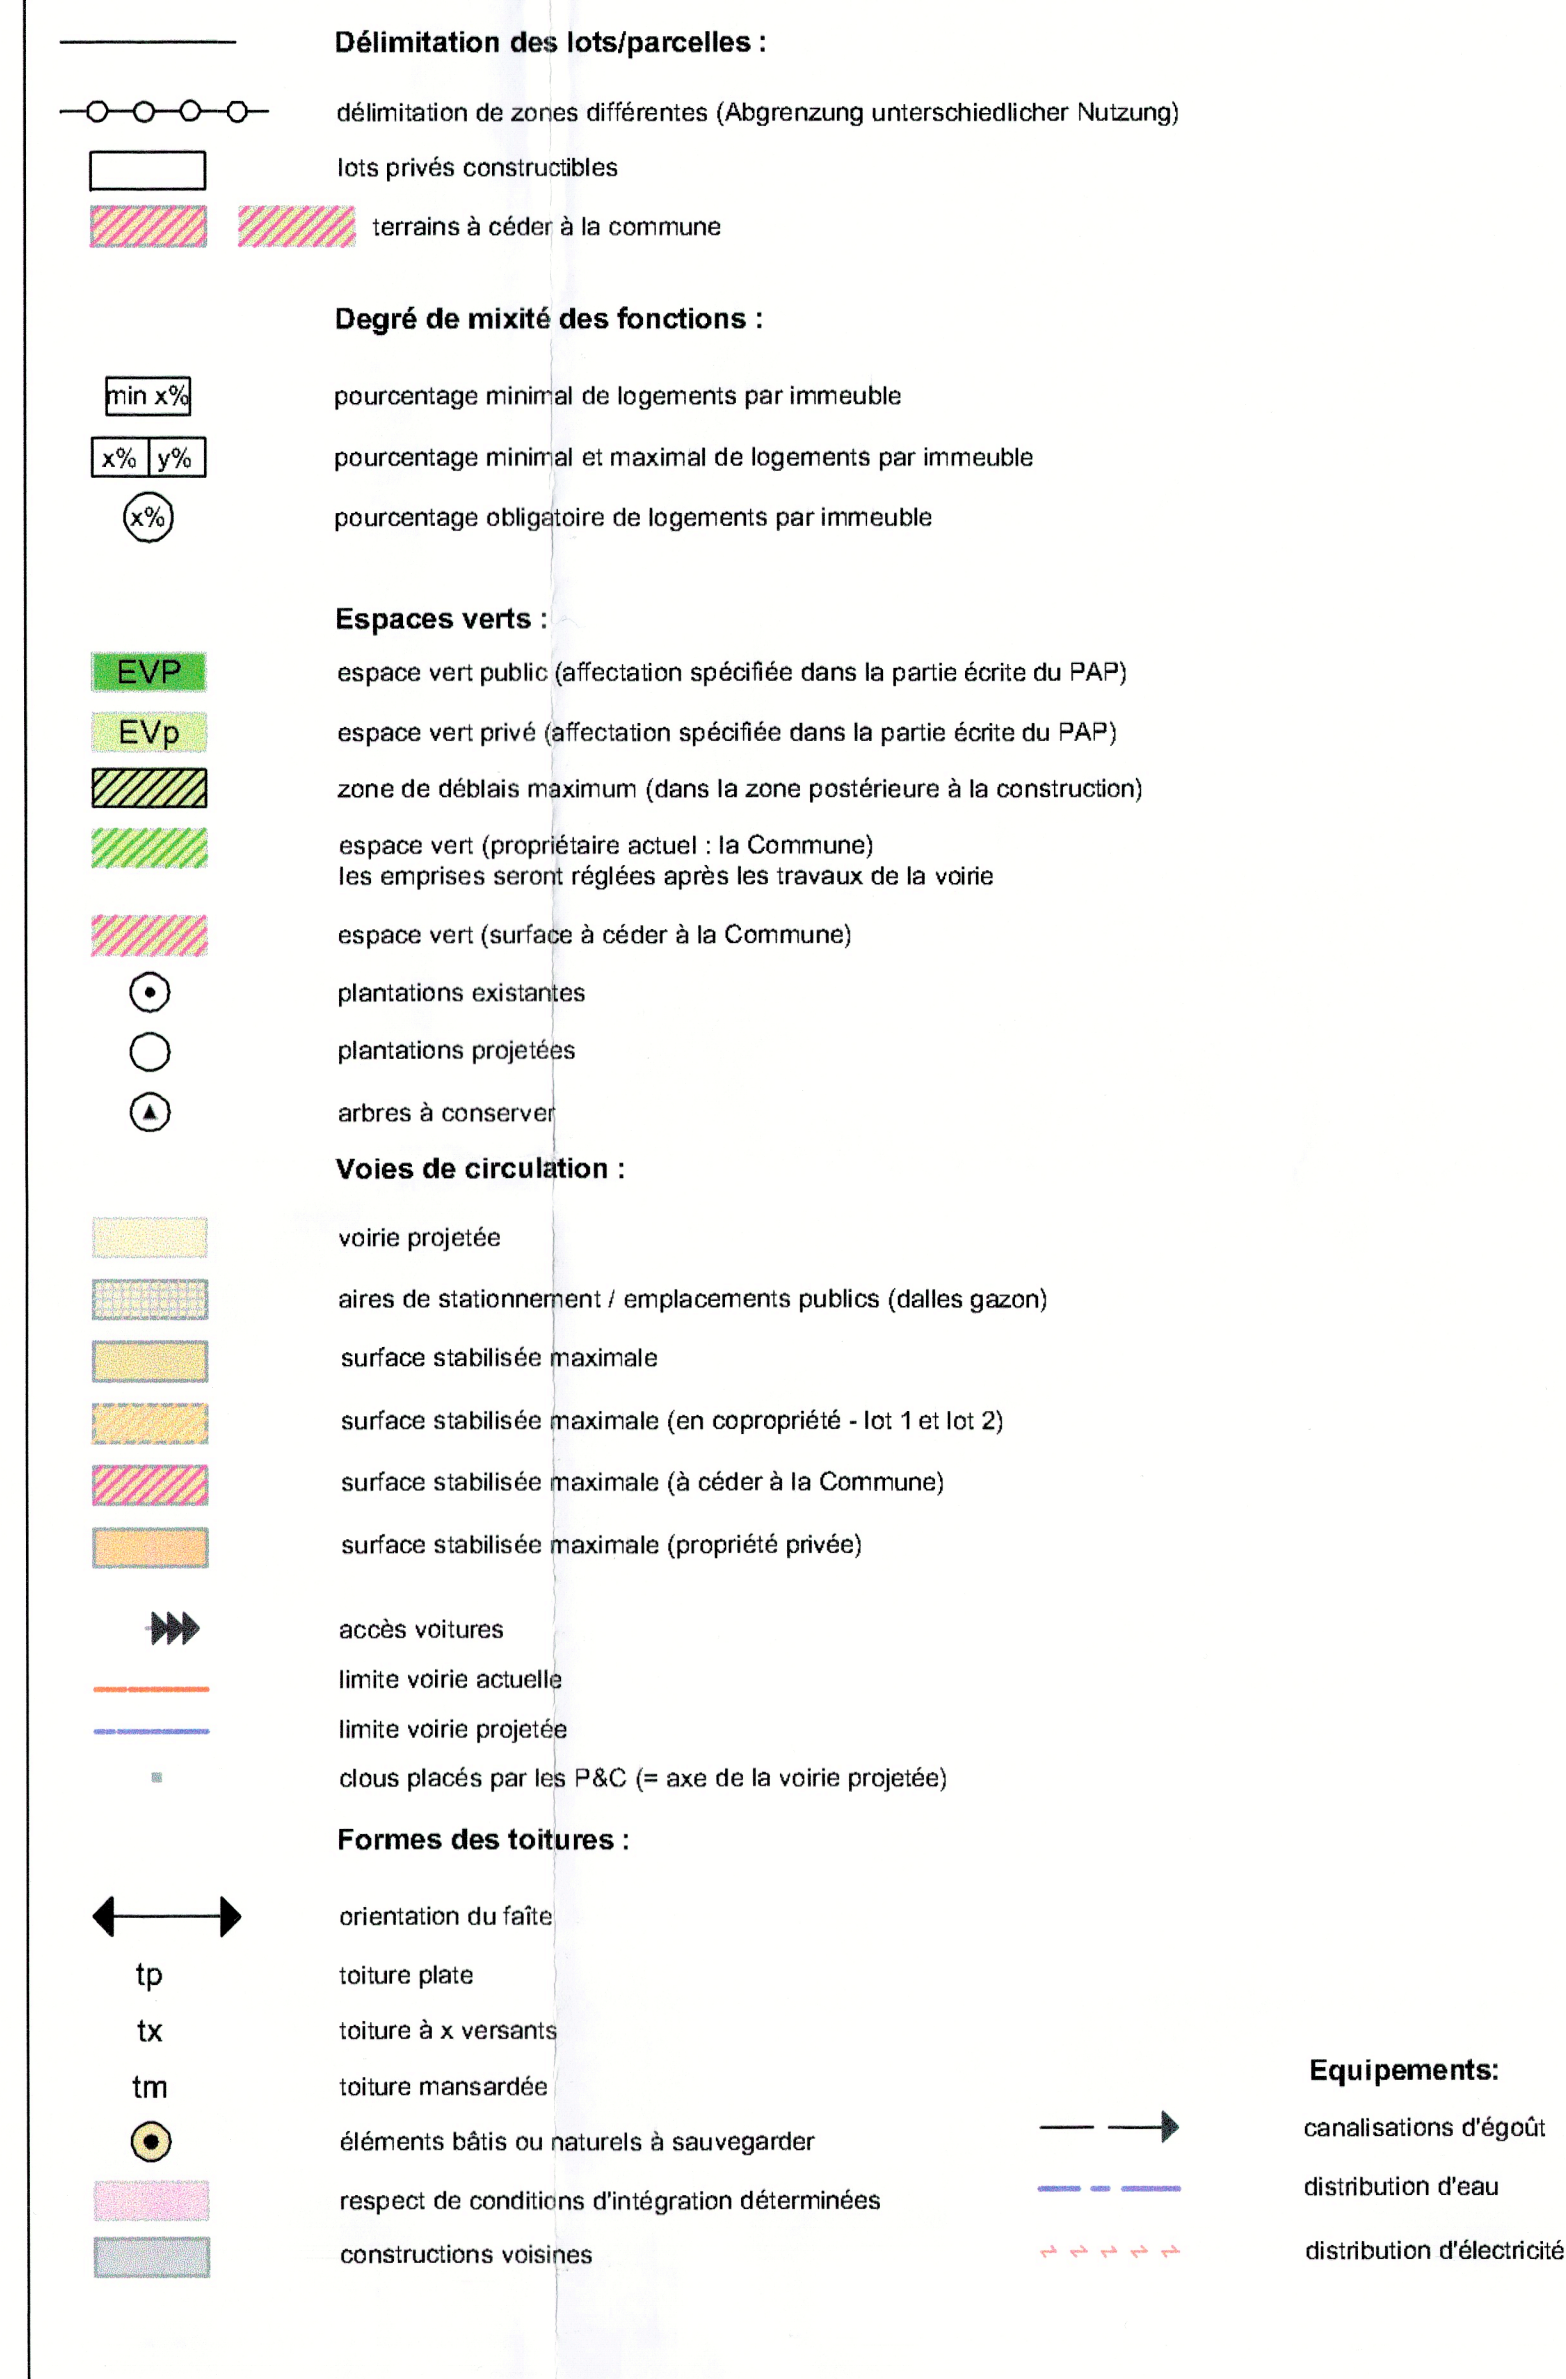 Délimitation des lots/parcelles :
délimitation de zones différentes (Abgrenzung unterschiedlicher Nutzung)
lots privés constructibles
terrains à céder à la commune
Degré de mixité des fonctions :
min x% pourcentage minimal de logements par immeuble
x% y% pourcentage minimal et maximal de logements par immeuble
x% pourcentage obligatoire de logements par immeuble
Espaces verts :
EVP espace vert public (affectation spécifiée dans la partie écrite du PAP)
EVp espace vert privé (affectation spécifiée dans la partie écrite du PAP)
zone de déblais maximum (dans la zone postérieure à la construction)
espace vert (propriétaire actuel : la Commune)
les emprises seront réglées après les travaux de la voirie
espace vert (surface à céder à la Commune)
plantations existantes
plantations projetées
arbres à conserver
Voies de circulation :
voirie projetée
aires de stationnement / emplacements publics (dalles gazon)
surface stabilisée maximale
surface stabilisée maximale (en copropriété - lot 1 et lot 2)
surface stabilisée maximale (à céder à la Commune)
surface stabilisée maximale (propriété privée)
accès voitures
limite voirie actuelle
limite voirie projetée
clous placés par les P&C (= axe de la voirie projetée)
Formes des toitures :
orientation du faîte
tp toiture plate
tx toiture à x versants
tm toiture mansardée
éléments bâtis ou naturels à sauvegarder
respect de conditions d'intégration déterminées
constructions voisines
Equipements:
canalisations d'égoût
distribution d'eau
distribution d'électricité